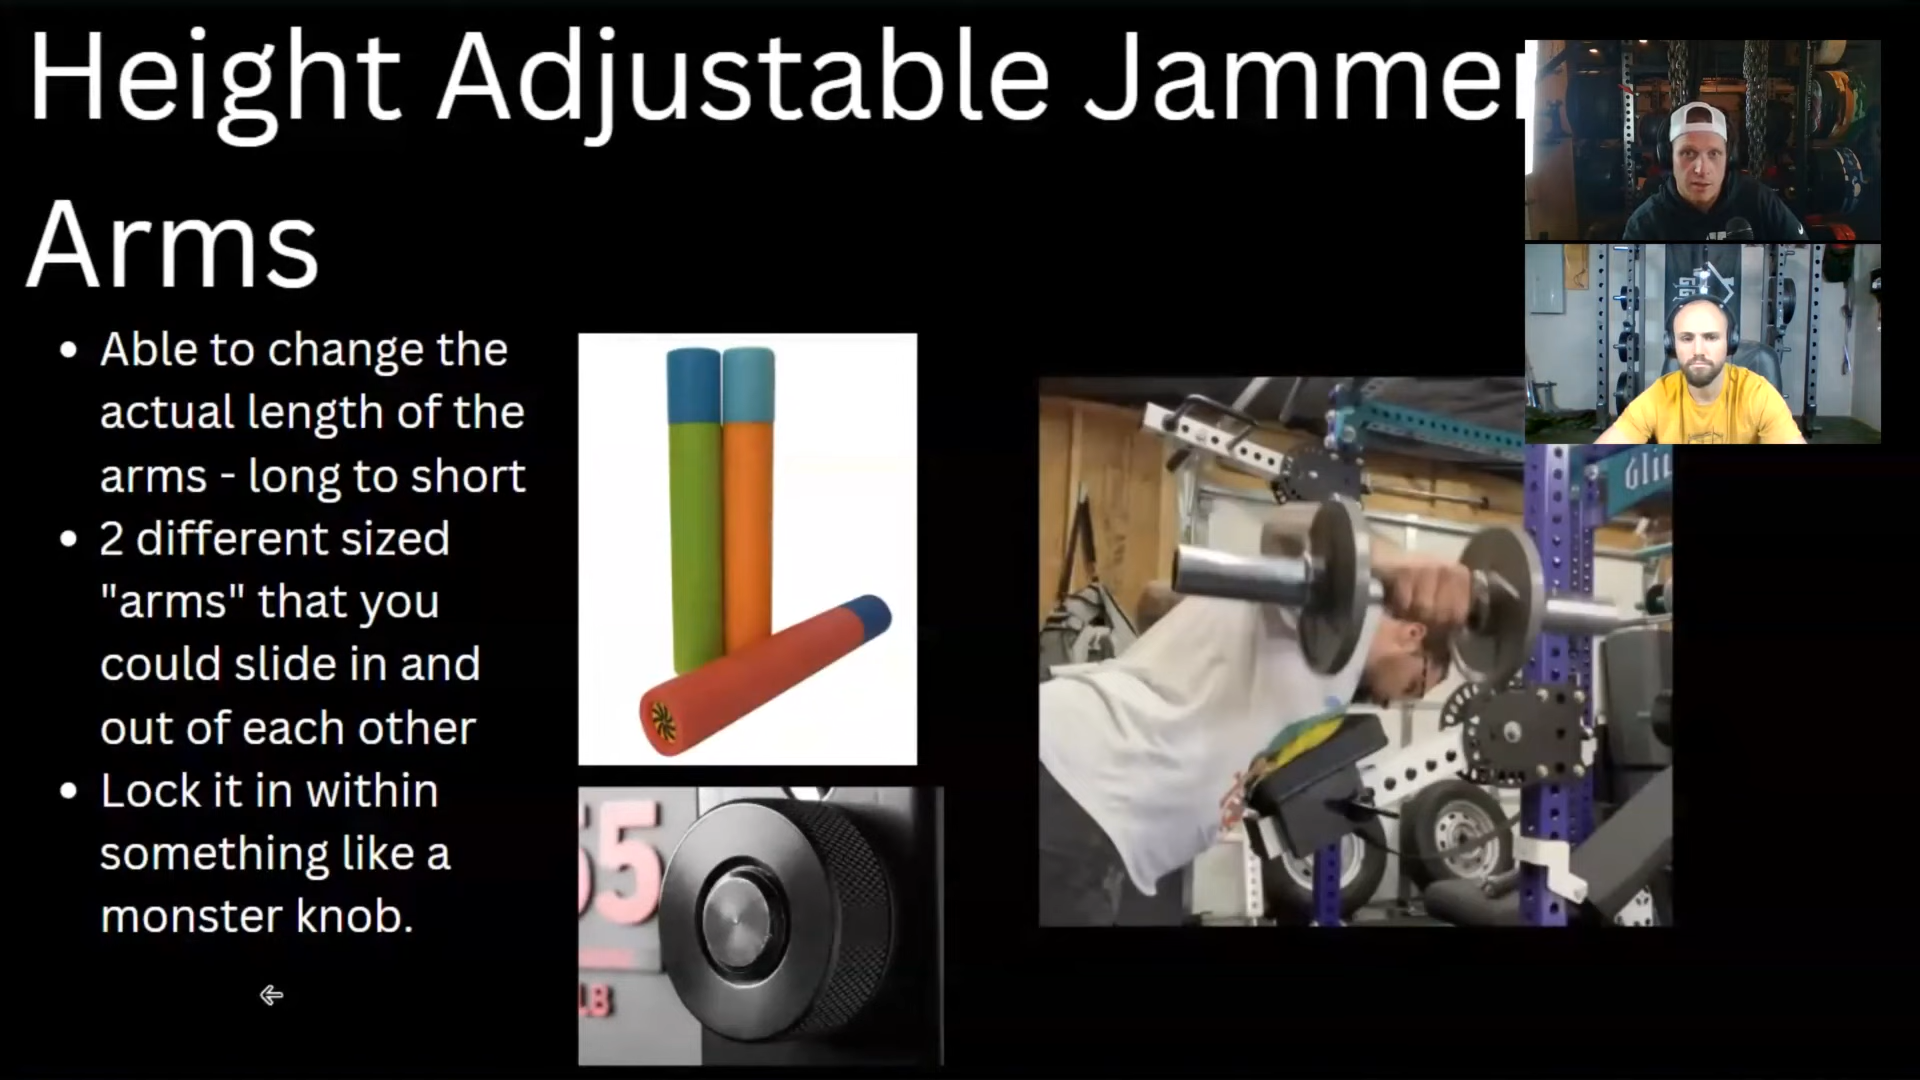 Height Adjustable Jammer
Arms
• Able to change the
actual length of the
arms - long to short
• 2 different sized
"arms" that you
could slide in and
out of each other
• Lock it in within
something like a
monster knob.
55
LB